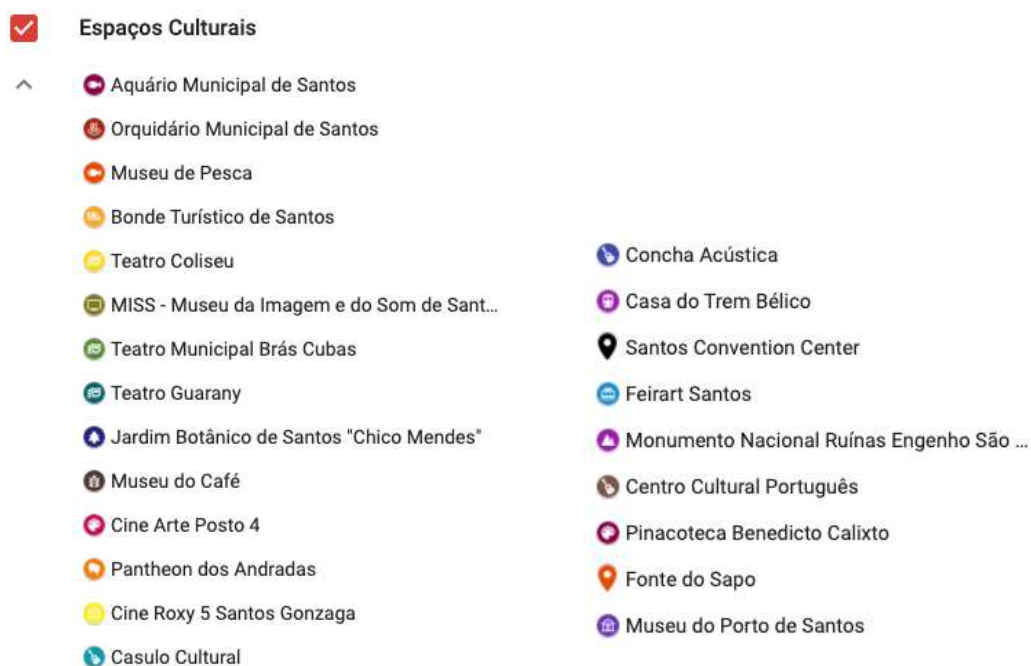 Espaços Culturais
Aquário Municipal de Santos
Orquidário Municipal de Santos
Museu de Pesca
Bonde Turístico de Santos
Teatro Coliseu
MISS - Museu da Imagem e do Som de Sant...
Teatro Municipal Brás Cubas
Teatro Guarany
Jardim Botânico de Santos "Chico Mendes"
Museu do Café
Cine Arte Posto 4
Pantheon dos Andradas
Cine Roxy 5 Santos Gonzaga
Casulo Cultural
Concha Acústica
Casa do Trem Bélico
Santos Convention Center
Feirart Santos
Monumento Nacional Ruínas Engenho São ...
Centro Cultural Português
Pinacoteca Benedicto Calixto
Fonte do Sapo
Museu do Porto de Santos